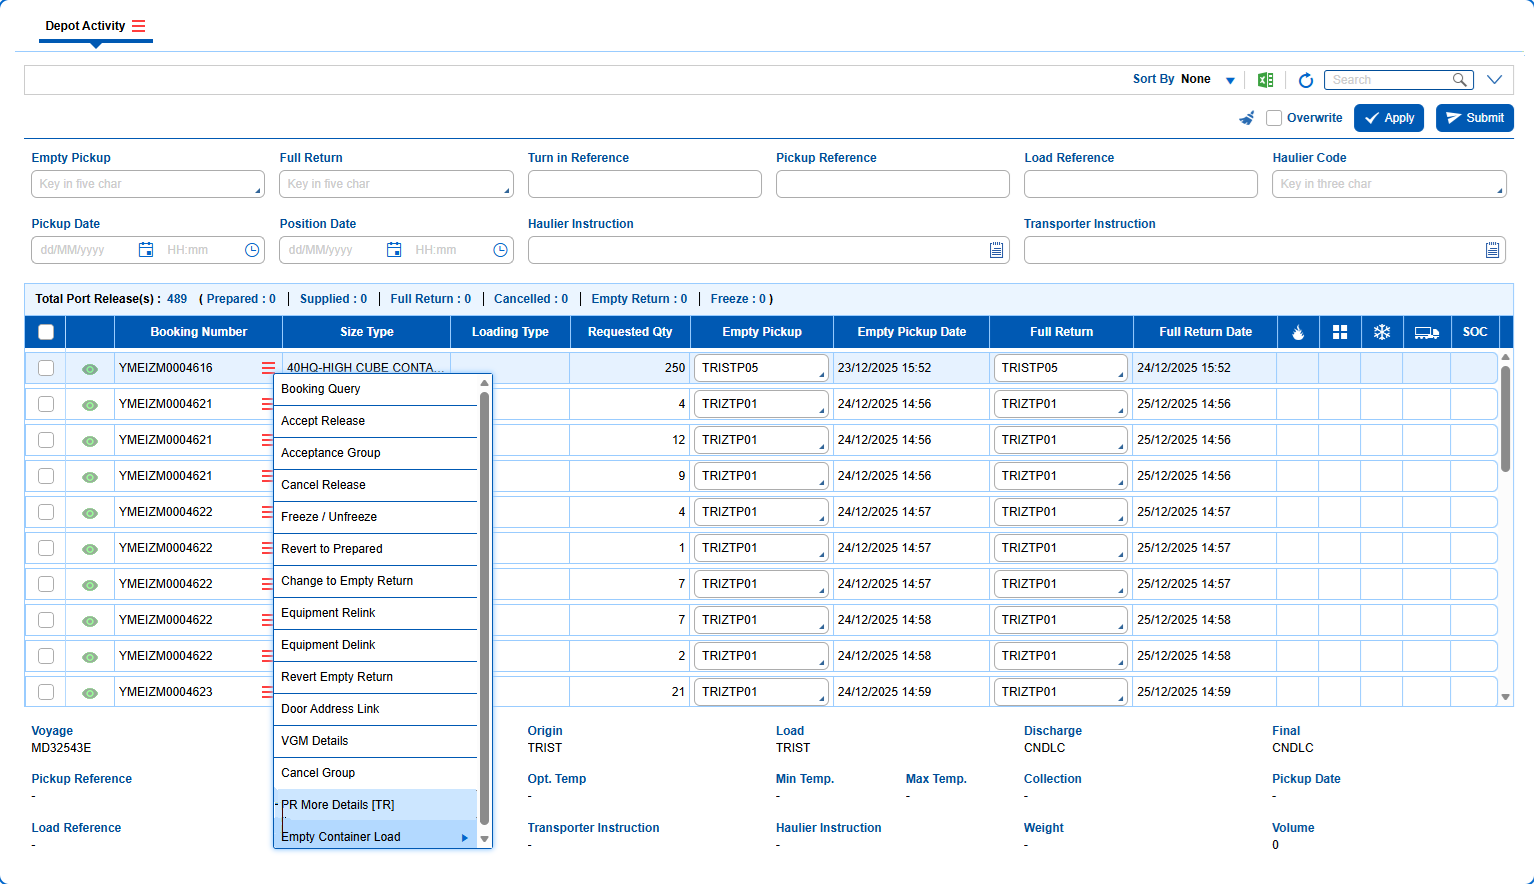 Depot Activity
Sort By None Search
Overwrite Apply Submit
Empty Pickup Full Return Turn in Reference Pickup Reference Load Reference Haulier Code
Key in five char Key in five char Key in three char
Pickup Date Position Date Haulier Instruction Transporter Instruction
dd/MM/yyyy HH:mm dd/MM/yyyy HH:mm
Total Port Release(s) : 489 ( Prepared : 0 | Supplied : 0 | Full Return : 0 | Cancelled : 0 | Empty Return : 0 | Freeze : 0 )
Booking Number Size Type Loading Type Requested Qty Empty Pickup Empty Pickup Date Full Return Full Return Date SOC
YMEIZM0004616 40HQ-HIGH CUBE CONTA... 250 TRISTP05 23/12/2025 15:52 TRISTP05 24/12/2025 15:52
YMEIZM0004621 4 TRIZTP01 24/12/2025 14:56 TRIZTP01 25/12/2025 14:56
YMEIZM0004621 12 TRIZTP01 24/12/2025 14:56 TRIZTP01 25/12/2025 14:56
YMEIZM0004621 9 TRIZTP01 24/12/2025 14:56 TRIZTP01 25/12/2025 14:56
YMEIZM0004622 4 TRIZTP01 24/12/2025 14:57 TRIZTP01 25/12/2025 14:57
YMEIZM0004622 1 TRIZTP01 24/12/2025 14:57 TRIZTP01 25/12/2025 14:57
YMEIZM0004622 7 TRIZTP01 24/12/2025 14:57 TRIZTP01 25/12/2025 14:57
YMEIZM0004622 7 TRIZTP01 24/12/2025 14:58 TRIZTP01 25/12/2025 14:58
YMEIZM0004622 2 TRIZTP01 24/12/2025 14:58 TRIZTP01 25/12/2025 14:58
YMEIZM0004623 21 TRIZTP01 24/12/2025 14:59 TRIZTP01 25/12/2025 14:59
Booking Query
Accept Release
Acceptance Group
Cancel Release
Freeze / Unfreeze
Revert to Prepared
Change to Empty Return
Equipment Relink
Equipment Delink
Revert Empty Return
Door Address Link
VGM Details
Cancel Group
PR More Details [TR]
Empty Container Load
Voyage Origin Load Discharge Final
MD32543E TRIST TRIST CNDLC CNDLC
Pickup Reference Opt. Temp Min Temp. Max Temp. Collection Pickup Date
- - - - - -
Load Reference Transporter Instruction Haulier Instruction Weight Volume
- - - - 0